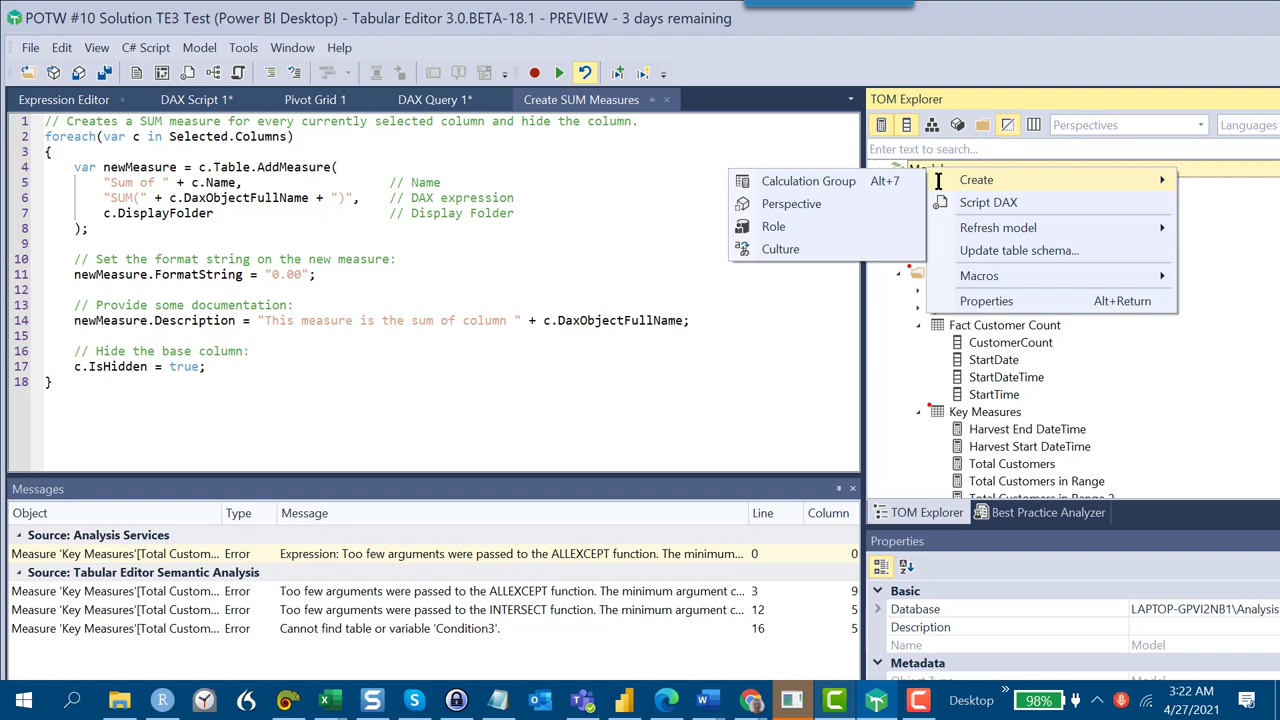 POTW #10 Solution TE3 Test (Power BI Desktop) - Tabular Editor 3.0.BETA-18.1 - PREVIEW - 3 days remaining
File Edit View C# Script Model Tools Window Help
Expression Editor DAX Script 1* Pivot Grid 1 DAX Query 1* Create SUM Measures
1 // Creates a SUM measure for every currently selected column and hide the column.
2 foreach(var c in Selected.Columns)
3 {
4 var newMeasure = c.Table.AddMeasure(
5 "Sum of " + c.Name, // Name
6 "SUM(" + c.DaxObjectFullName + ")", // DAX expression
7 c.DisplayFolder // Display Folder
8 );
9
10 // Set the format string on the new measure:
11 newMeasure.FormatString = "0.00";
12
13 // Provide some documentation:
14 newMeasure.Description = "This measure is the sum of column " + c.DaxObjectFullName;
15
16 // Hide the base column:
17 c.IsHidden = true;
18 }
TOM Explorer
Perspectives Languages
Enter text to search...
Calculation Group Alt+7
Perspective
Role
Culture
Create
Script DAX
Refresh model
Update table schema...
Macros
Properties Alt+Return
Fact Customer Count
CustomerCount
StartDate
StartDateTime
StartTime
Key Measures
Harvest End DateTime
Harvest Start DateTime
Total Customers
Total Customers in Range
Total Customers in Range 2
TOM Explorer Best Practice Analyzer
Messages
Object Type Message Line Column
Source: Analysis Services
Measure 'Key Measures'[Total Custom... Error Expression: Too few arguments were passed to the ALLEXCEPT function. The minimum... 0 0
Source: Tabular Editor Semantic Analysis
Measure 'Key Measures'[Total Custom... Error Too few arguments were passed to the ALLEXCEPT function. The minimum argument c... 3 9
Measure 'Key Measures'[Total Custom... Error Too few arguments were passed to the INTERSECT function. The minimum argument c... 12 5
Measure 'Key Measures'[Total Custom... Error Cannot find table or variable 'Condition3'. 16 5
Properties
Basic
Database LAPTOP-GPVI2NB1\Analysis
Description
Name Model
Metadata
Desktop
98%
3:22 AM
4/27/2021